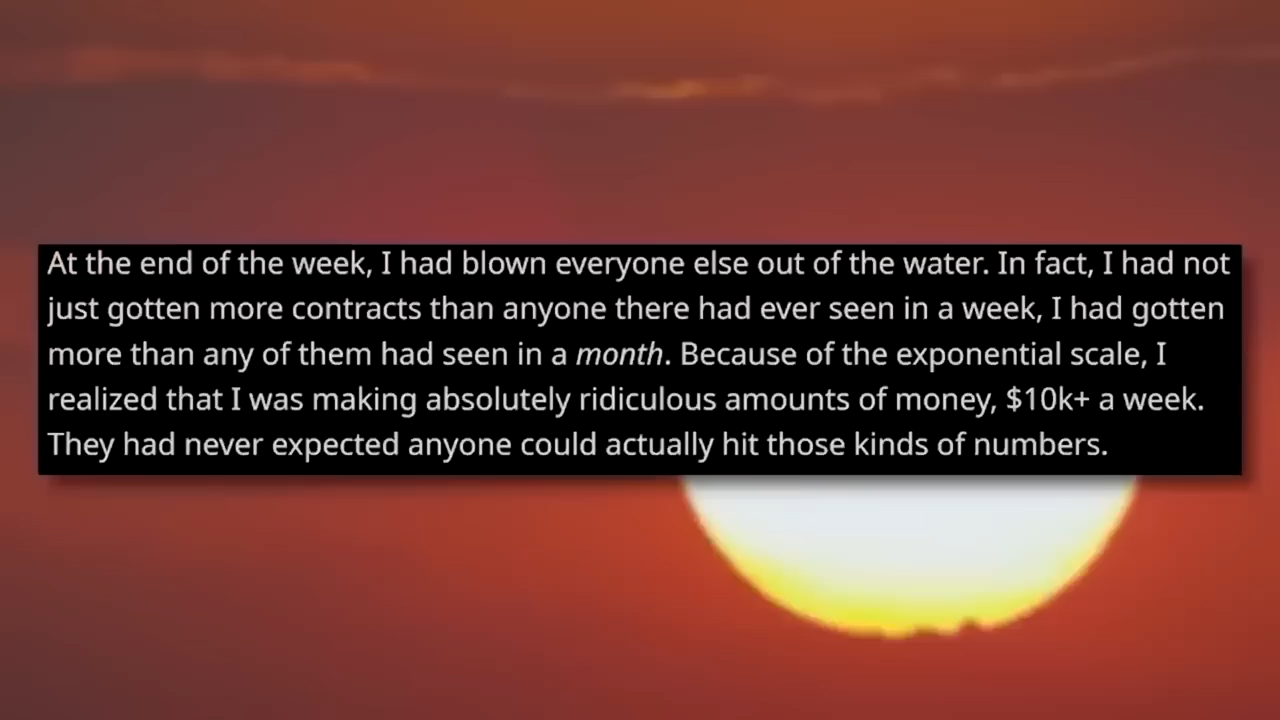 At the end of the week, I had blown everyone else out of the water. In fact, I had not
just gotten more contracts than anyone there had ever seen in a week, I had gotten
more than any of them had seen in a month. Because of the exponential scale, I
realized that I was making absolutely ridiculous amounts of money, $10k+ a week.
They had never expected anyone could actually hit those kinds of numbers.